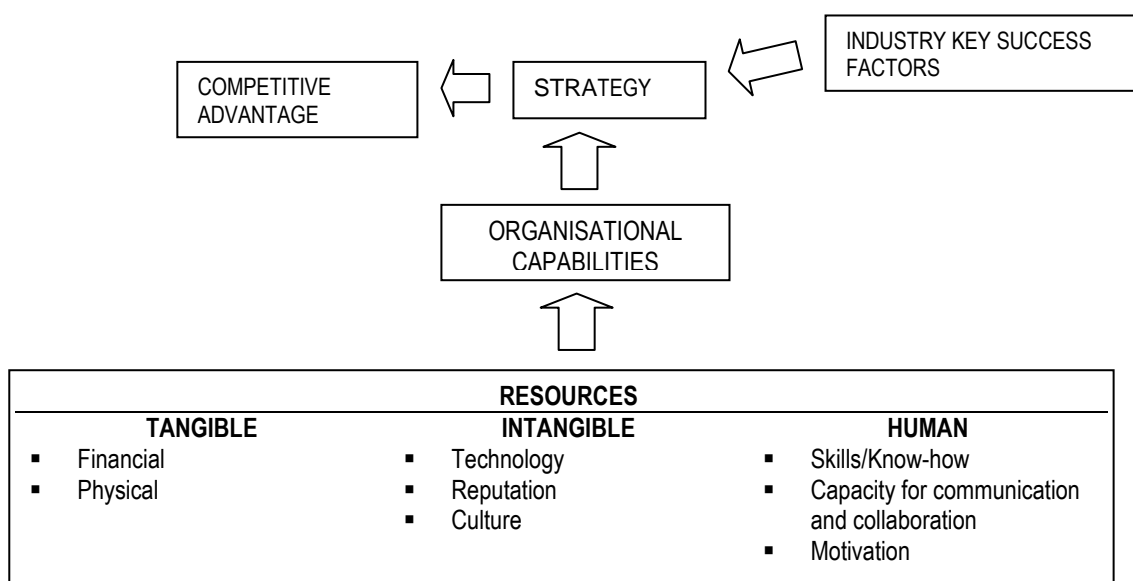 INDUSTRY KEY SUCCESS
FACTORS
COMPETITIVE
ADVANTAGE
STRATEGY
ORGANISATIONAL
CAPABILITIES
RESOURCES
TANGIBLE
▪ Financial
▪ Physical
INTANGIBLE
▪ Technology
▪ Reputation
▪ Culture
HUMAN
▪ Skills/Know-how
▪ Capacity for communication
and collaboration
▪ Motivation